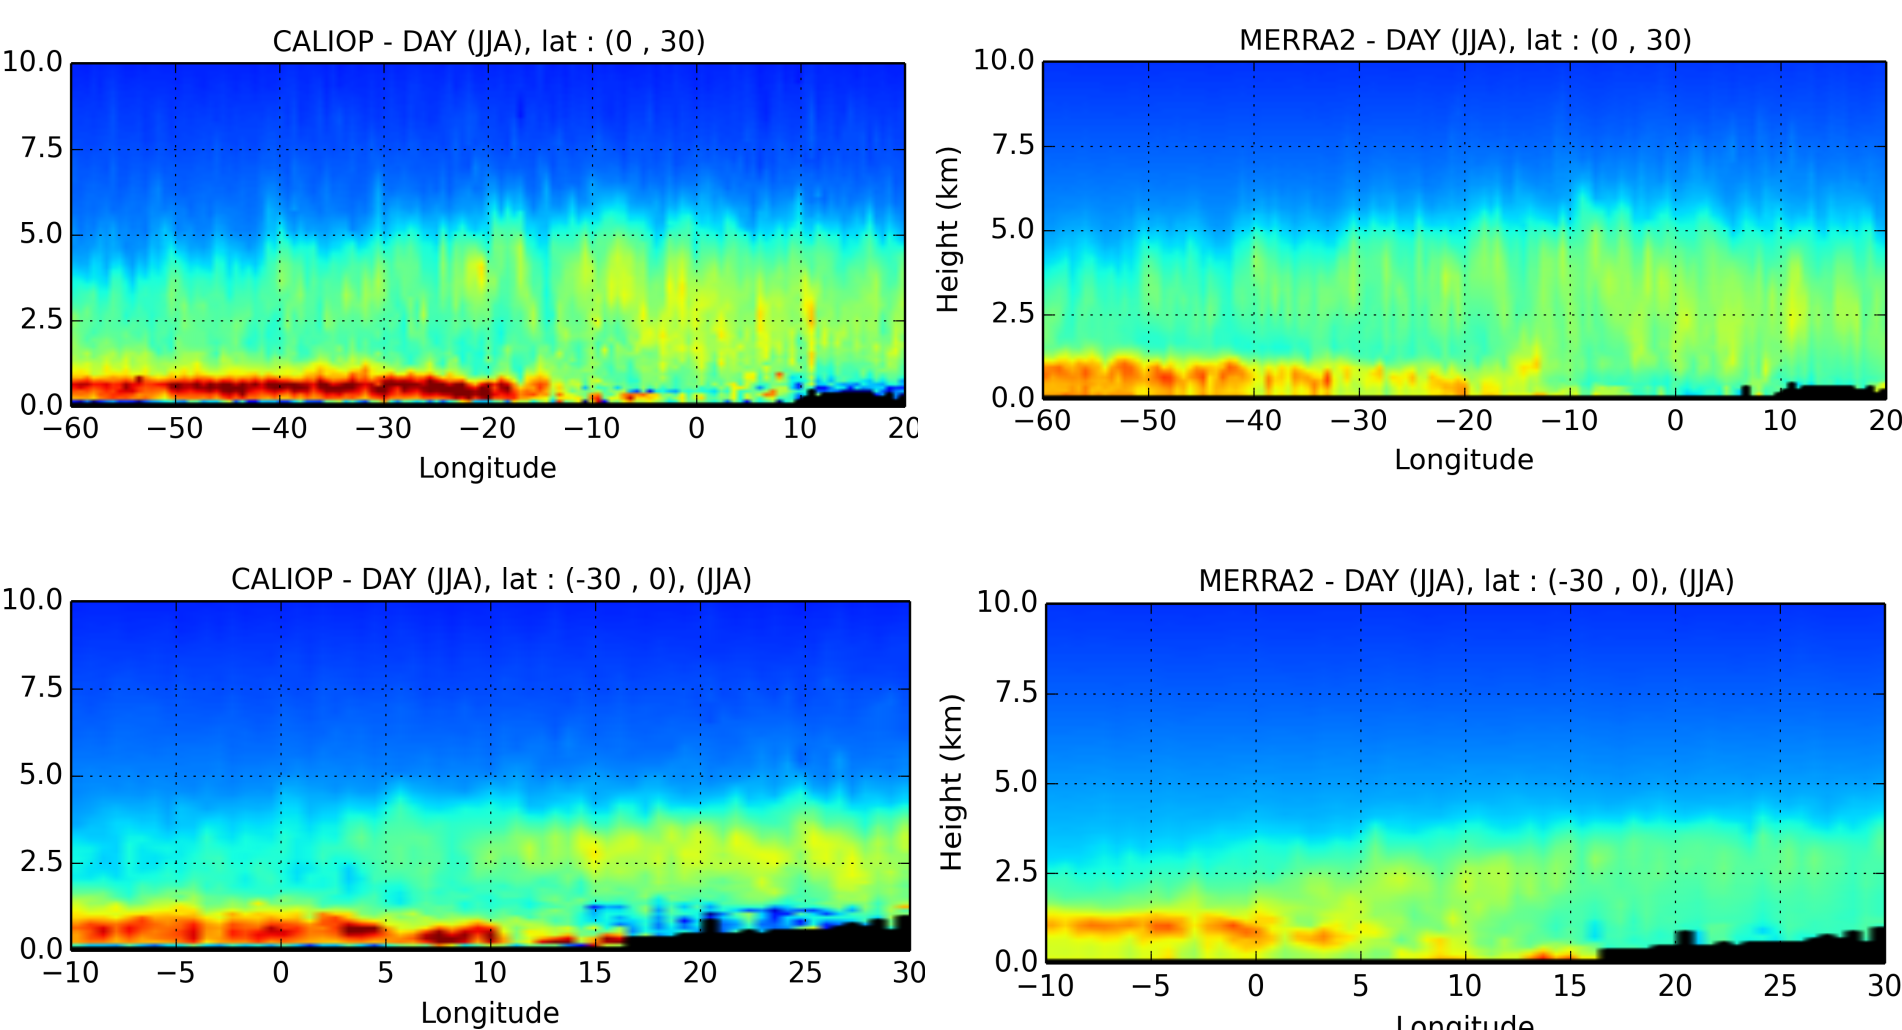 CALIOP - DAY (JJA), lat : (0 , 30)
10.0
7.5
5.0
2.5
0.0
−60 −50 −40 −30 −20 −10 0 10 20
Longitude
MERRA2 - DAY (JJA), lat : (0 , 30)
Height (km)
10.0
7.5
5.0
2.5
0.0
−60 −50 −40 −30 −20 −10 0 10 20
Longitude
CALIOP - DAY (JJA), lat : (-30 , 0), (JJA)
10.0
7.5
5.0
2.5
0.0
−10 −5 0 5 10 15 20 25 30
Longitude
MERRA2 - DAY (JJA), lat : (-30 , 0), (JJA)
Height (km)
10.0
7.5
5.0
2.5
0.0
−10 −5 0 5 10 15 20 25 30
Longitude